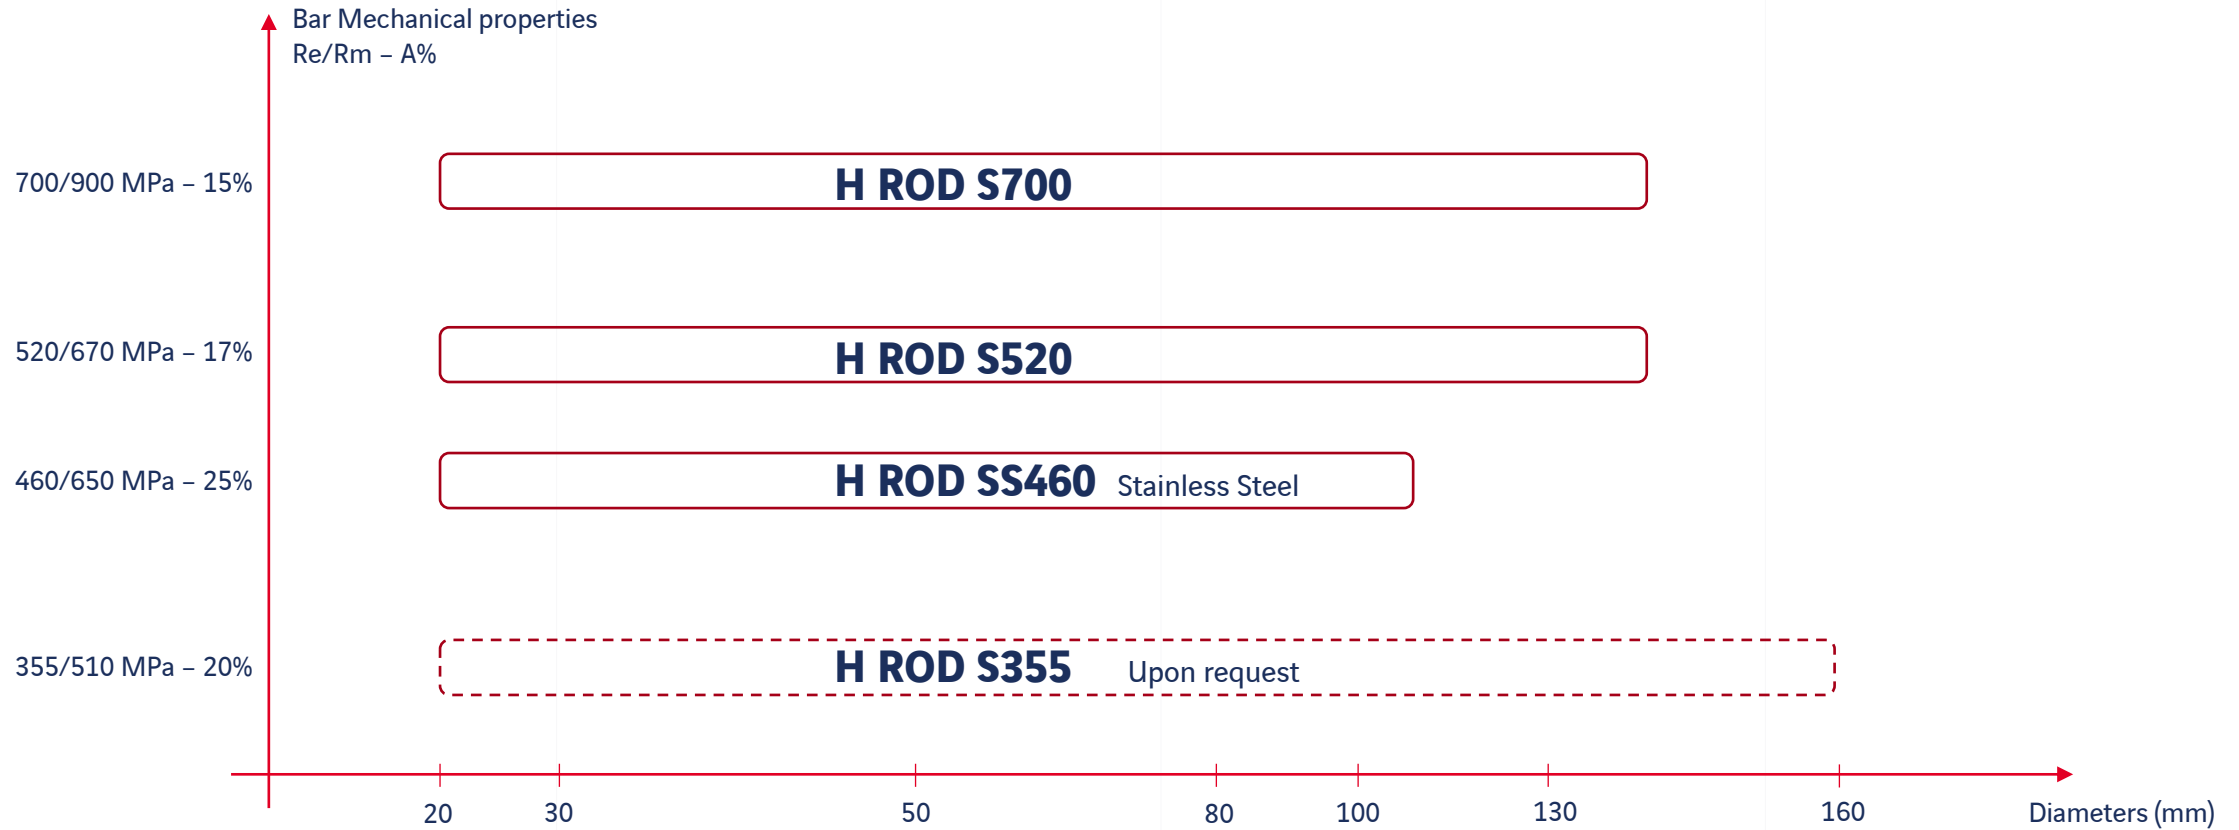 Bar Mechanical properties
Re/Rm – A%
700/900 MPa – 15%
H ROD S700
520/670 MPa – 17%
H ROD S520
460/650 MPa – 25%
H ROD SS460 Stainless Steel
355/510 MPa – 20%
H ROD S355 Upon request
20 30 50 80 100 130 160 Diameters (mm)